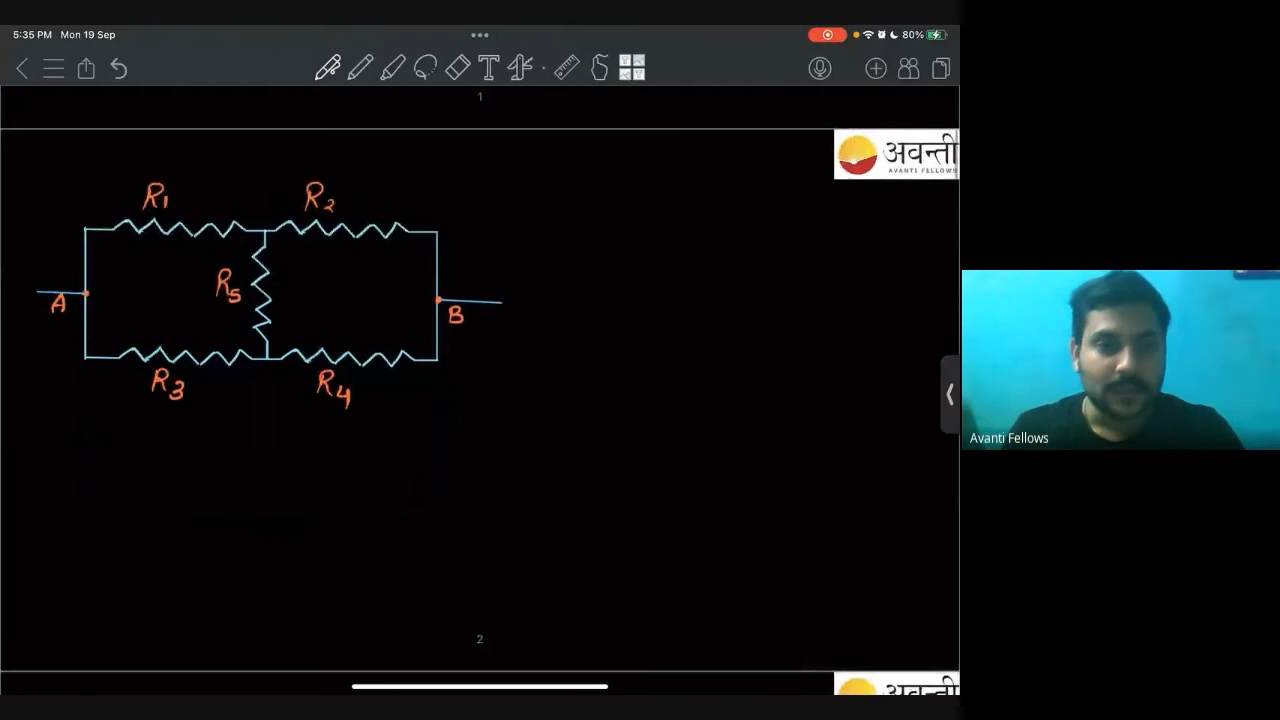 5:35 PM Mon 19 Sep
80%
1
अवन्ती
AVANTI FELLOWS
R1 R2
R5
A
B
R3 R4
Avanti Fellows
2
अवन्ती